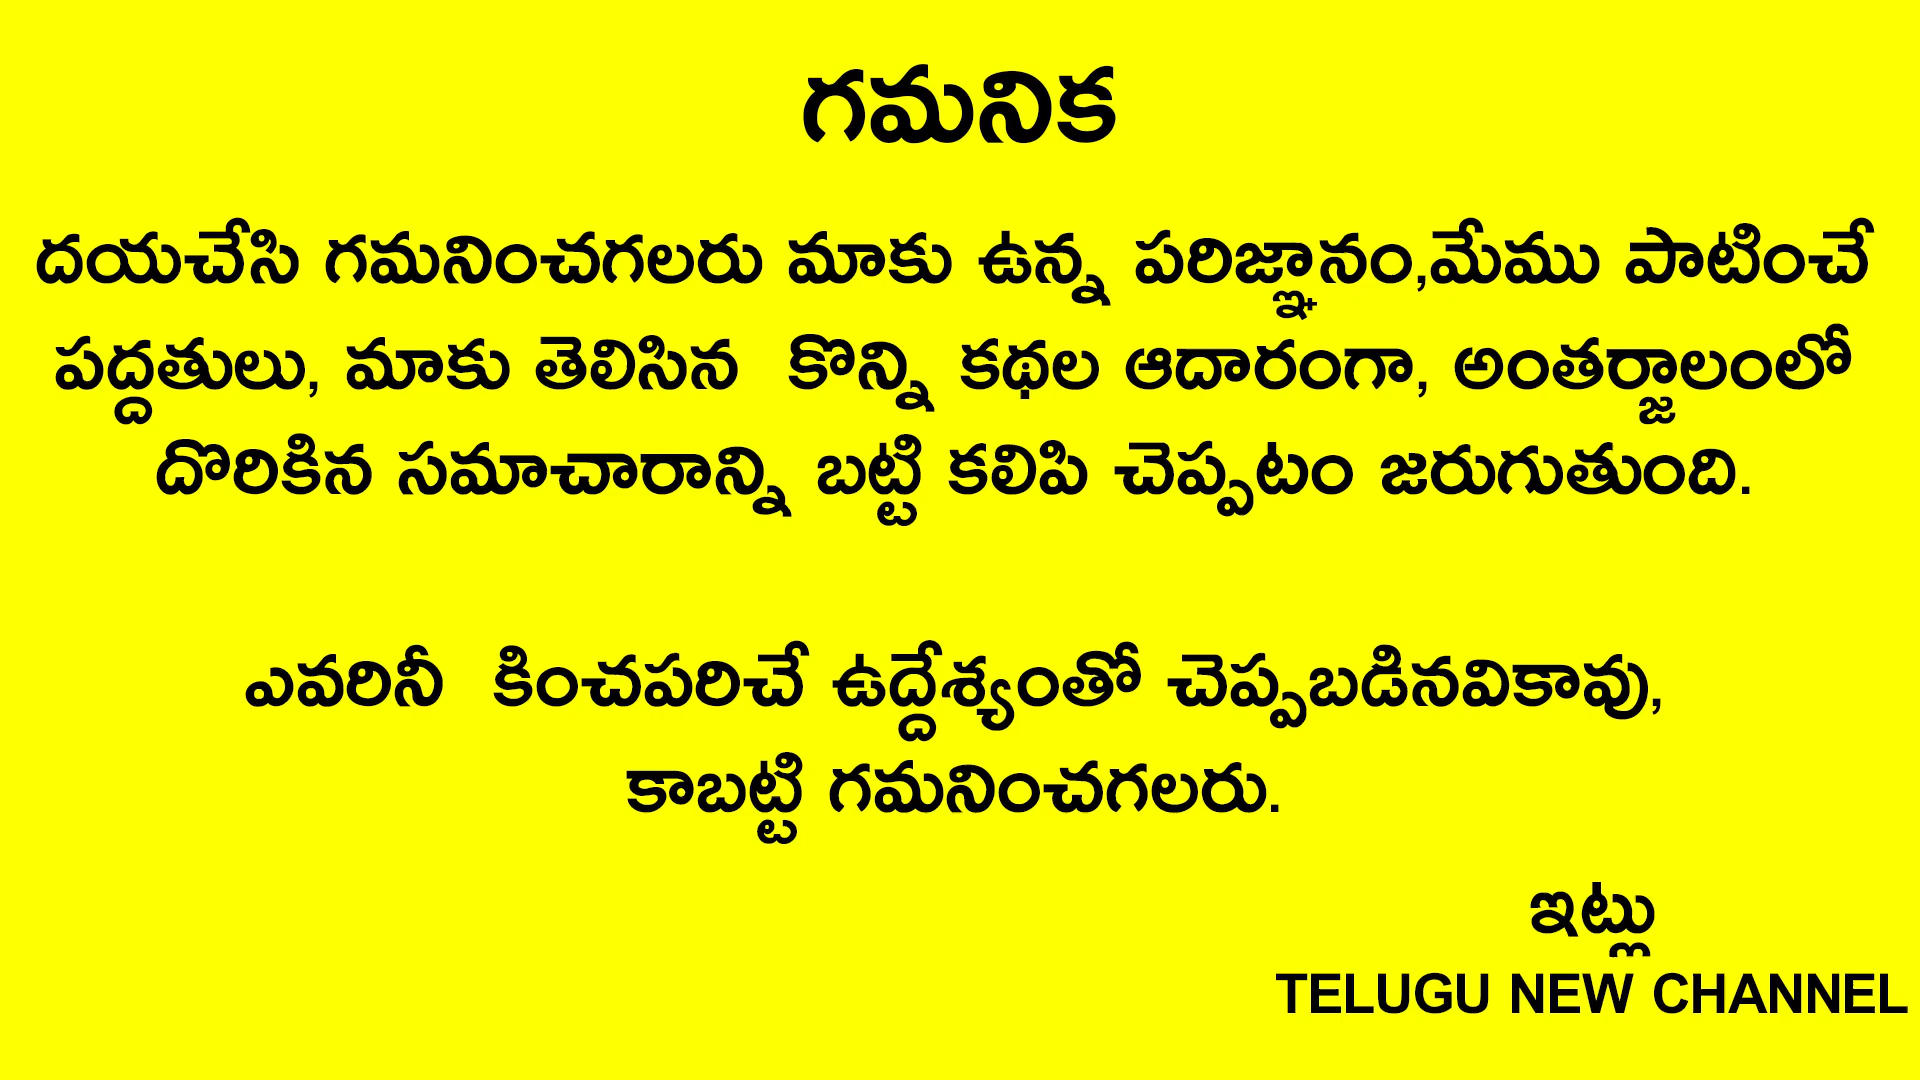 గమనిక
దయచేసి గమనించగలరు మాకు ఉన్న పరిజ్ఞానం,మేము పాటించే
పద్దతులు, మాకు తెలిసిన కొన్ని కథల ఆదారంగా, అంతర్జాలంలో
దొరికిన సమాచారాన్ని బట్టి కలిపి చెప్పటం జరుగుతుంది.
ఎవరినీ కించపరిచే ఉద్దేశ్యంతో చెప్పబడినవికావు,
కాబట్టి గమనించగలరు.
ఇట్లు
TELUGU NEW CHANNEL